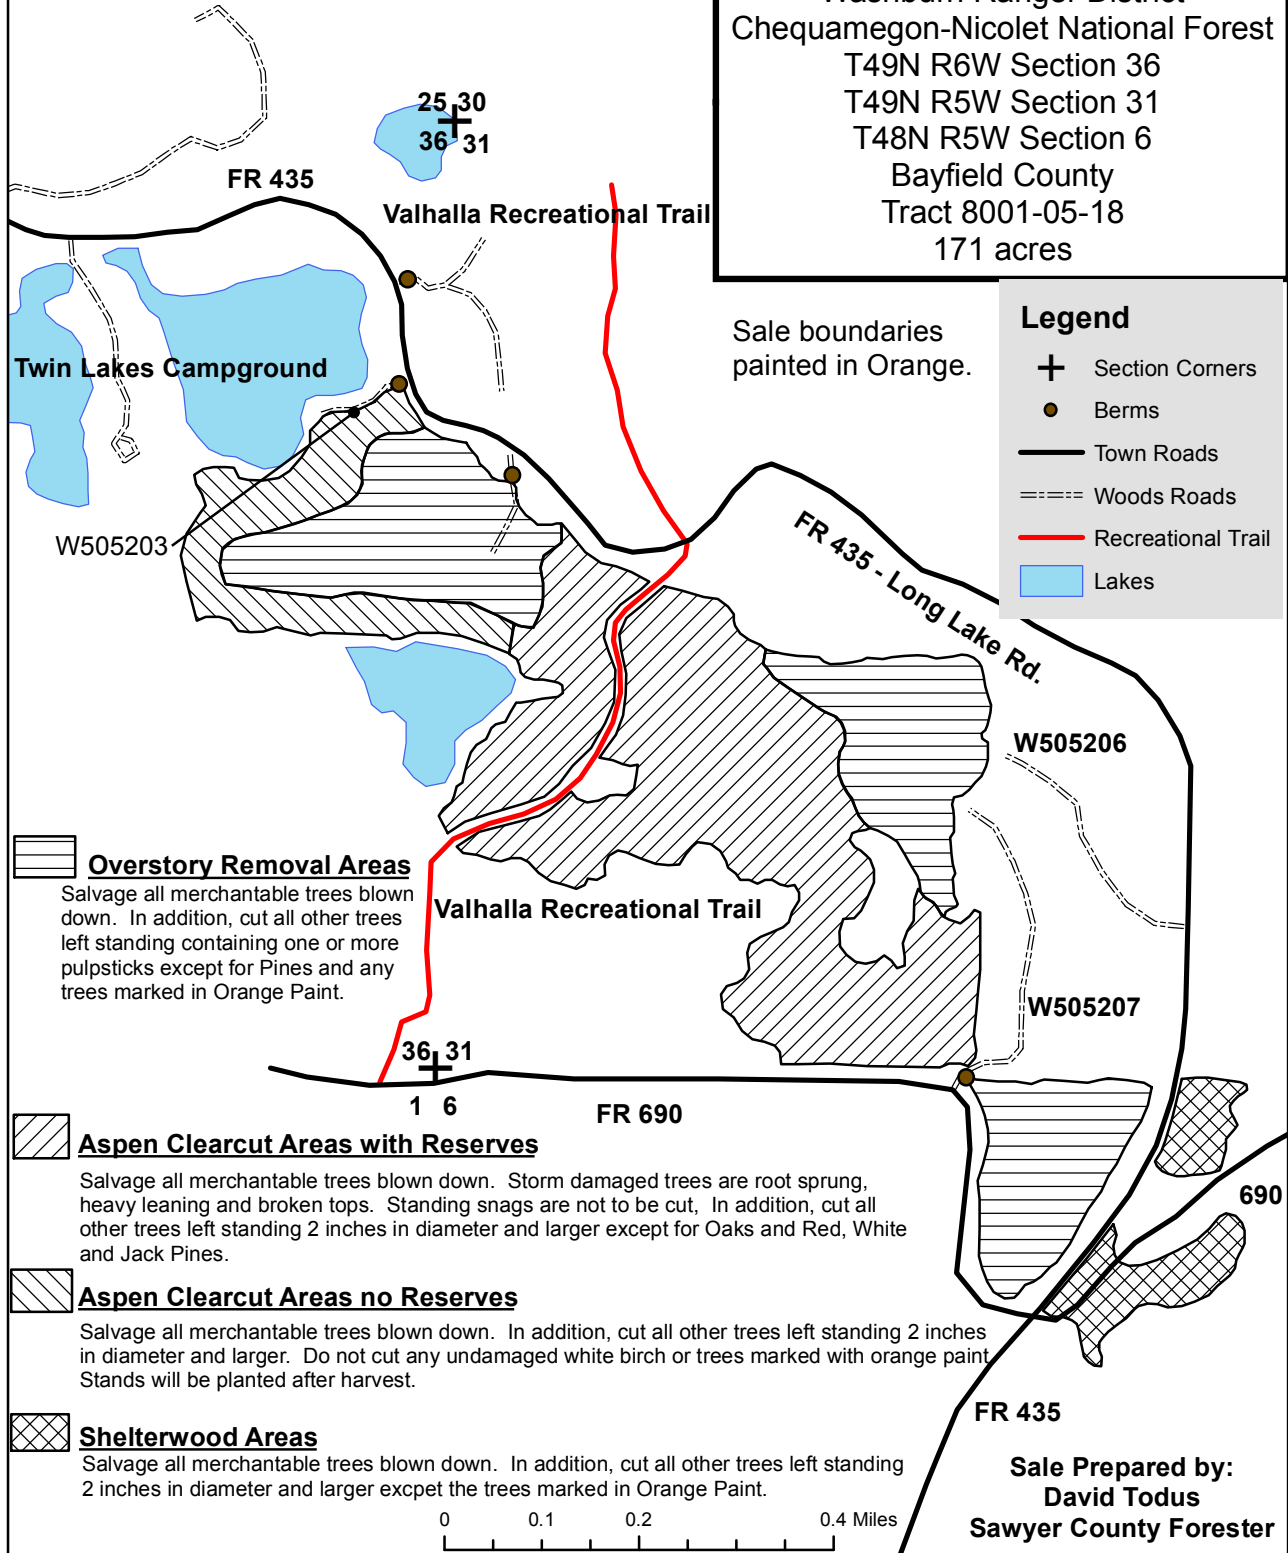 Washburn Ranger District
Chequamegon-Nicolet National Forest
T49N R6W Section 36
T49N R5W Section 31
T48N R5W Section 6
Bayfield County
Tract 8001-05-18
171 acres
25 30
36 31
FR 435
Valhalla Recreational Trail
Sale boundaries
painted in Orange.
Legend
Section Corners
Berms
Town Roads
Woods Roads
Recreational Trail
Lakes
Twin Lakes Campground
W505203
FR 435 - Long Lake Rd.
W505206
Overstory Removal Areas
Salvage all merchantable trees blown
down. In addition, cut all other trees
left standing containing one or more
pulpsticks except for Pines and any
trees marked in Orange Paint.
Valhalla Recreational Trail
W505207
36 31
1 6
FR 690
Aspen Clearcut Areas with Reserves
Salvage all merchantable trees blown down. Storm damaged trees are root sprung,
heavy leaning and broken tops. Standing snags are not to be cut, In addition, cut all
other trees left standing 2 inches in diameter and larger except for Oaks and Red, White
and Jack Pines.
690
Aspen Clearcut Areas no Reserves
Salvage all merchantable trees blown down. In addition, cut all other trees left standing 2 inches
in diameter and larger. Do not cut any undamaged white birch or trees marked with orange paint
Stands will be planted after harvest.
FR 435
Shelterwood Areas
Salvage all merchantable trees blown down. In addition, cut all other trees left standing
2 inches in diameter and larger excpet the trees marked in Orange Paint.
Sale Prepared by:
David Todus
Sawyer County Forester
0 0.1 0.2 0.4 Miles